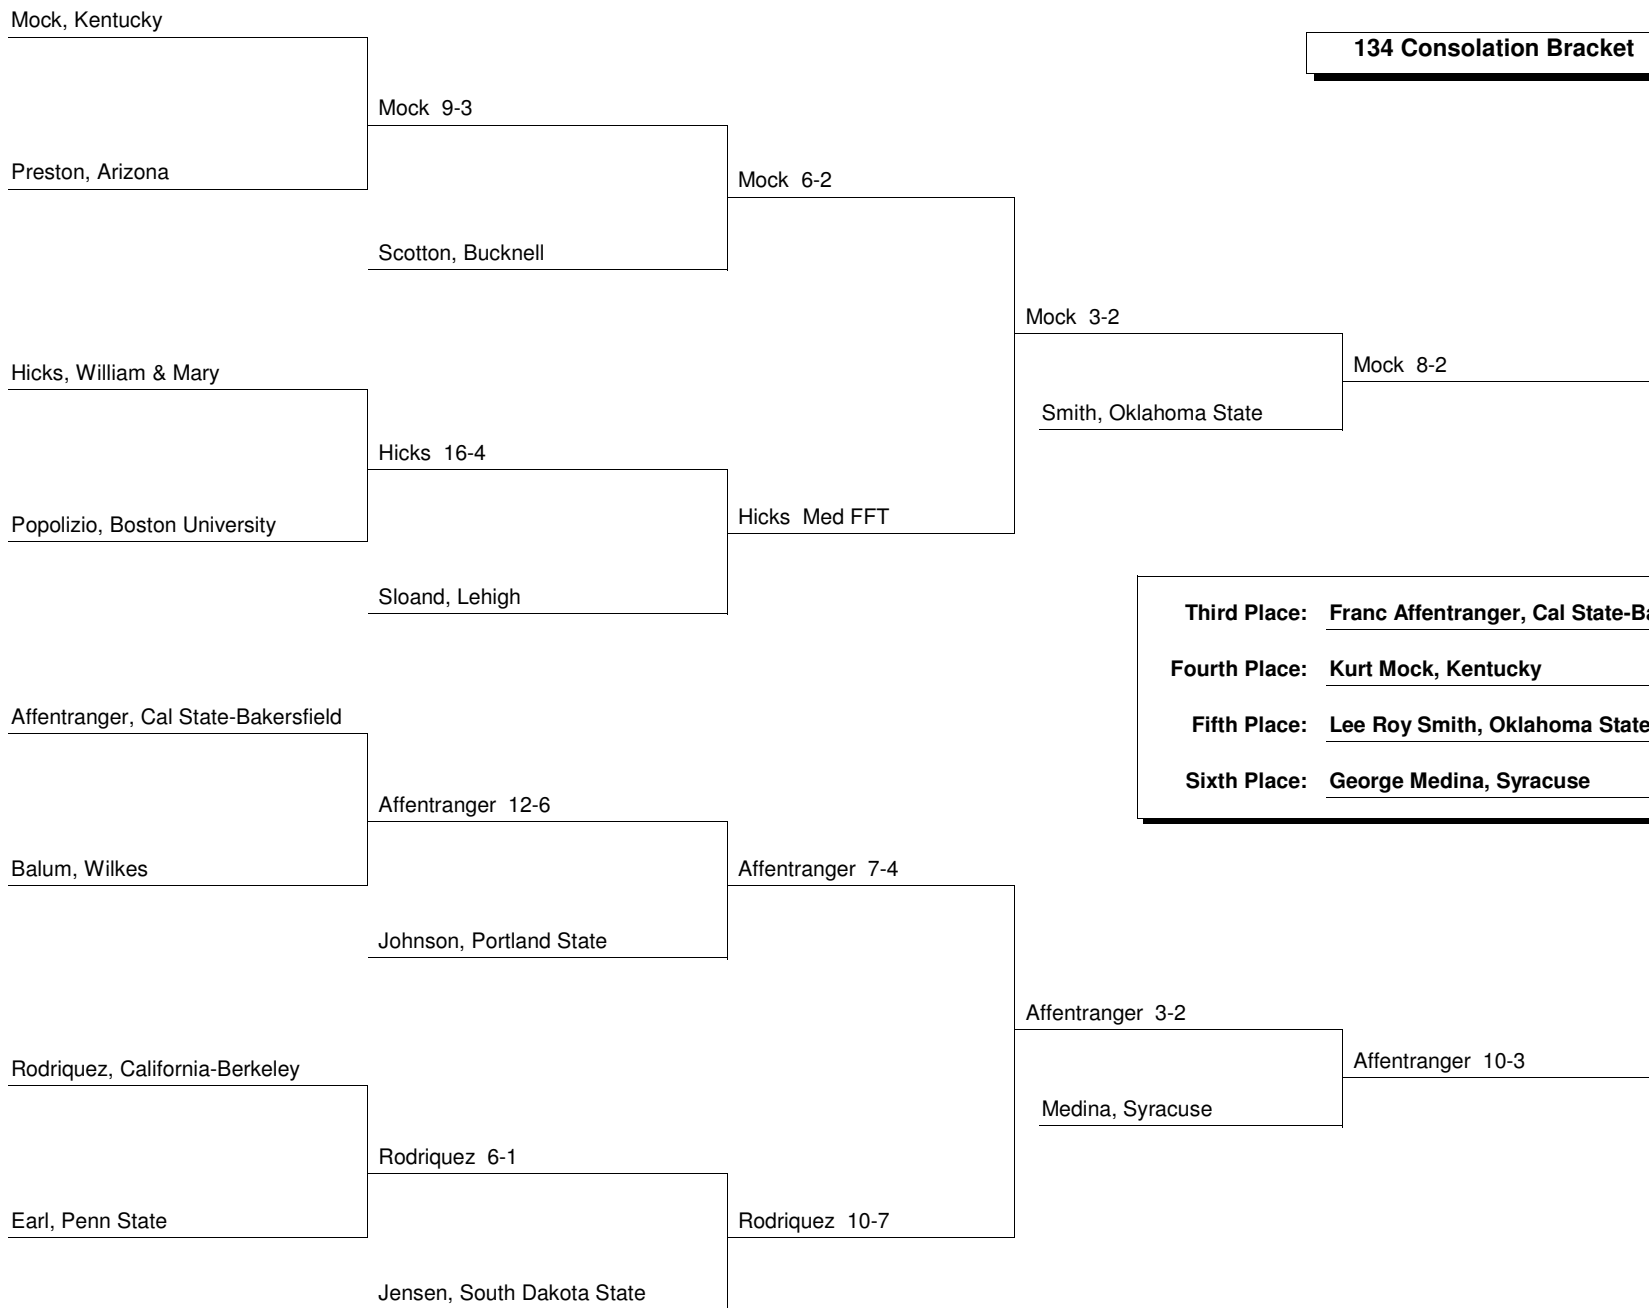 Mock, Kentucky
134 Consolation Bracket
Mock 9-3
Preston, Arizona
Mock 6-2
Scotton, Bucknell
Mock 3-2
Hicks, William & Mary
Mock 8-2
Smith, Oklahoma State
Hicks 16-4
Popolizio, Boston University
Hicks Med FFT
Sloand, Lehigh
Third Place: Franc Affentranger, Cal State-Ba
Fourth Place: Kurt Mock, Kentucky
Fifth Place: Lee Roy Smith, Oklahoma State
Sixth Place: George Medina, Syracuse
Affentranger, Cal State-Bakersfield
Affentranger 12-6
Balum, Wilkes
Affentranger 7-4
Johnson, Portland State
Affentranger 3-2
Rodriquez, California-Berkeley
Affentranger 10-3
Medina, Syracuse
Rodriquez 6-1
Earl, Penn State
Rodriquez 10-7
Jensen, South Dakota State